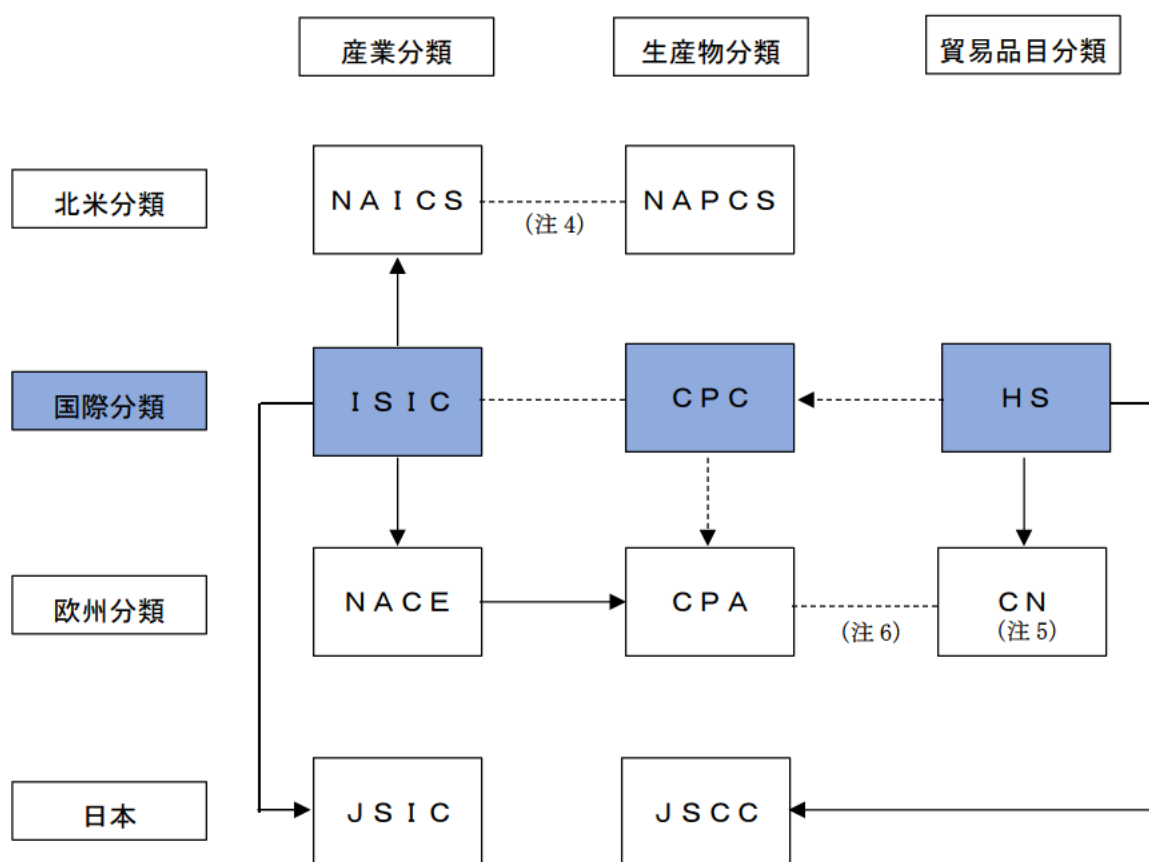 産業分類
生産物分類
貿易品目分類
北米分類
ＮＡＩＣＳ
(注 4)
ＮＡＰＣＳ
国際分類
ＩＳＩＣ
ＣＰＣ
ＨＳ
欧州分類
ＮＡＣＥ
ＣＰＡ
(注 6)
ＣＮ
(注 5)
日本
ＪＳＩＣ
ＪＳＣＣ